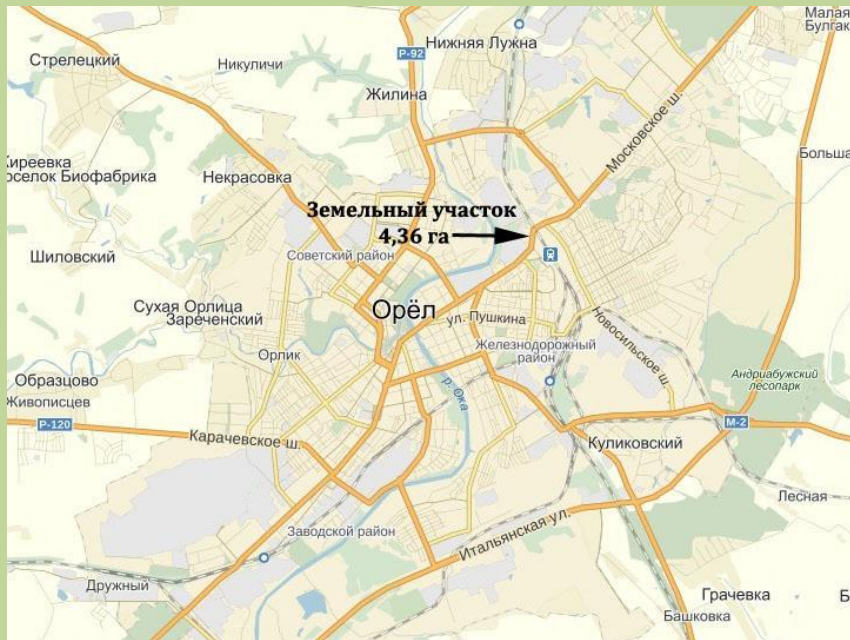 Малая
Булгак
Нижняя Лужна
Стрелецкий
Р-92
Никуличи
Жилина
Московское ш.
Больша
Киреевка
оселок Биофабрика
Некрасовка
Земельный участок
4,36 га
Шиловский
Советский район
Сухая Орлица
Зареченский
Орёл
ул. Пушкина
Новосильское ш.
Железнодорожный
район
Орлик
Образцово
Живописцев
р. Ока
Андриабужский
лесопарк
Р-120
М-2
Карачевское ш.
Куликовский
Лесная
Заводской район
Итальянская ул.
Дружный
Грачевка
Б
Башковка